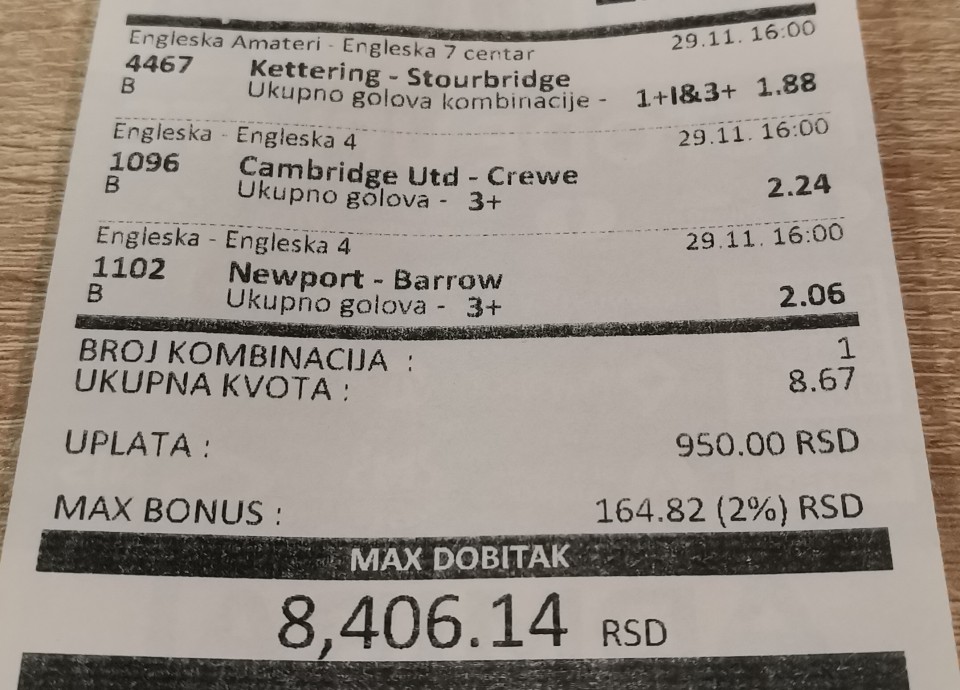 Engleska Amateri - Engleska 7 centar 29.11. 16:00
4467 Kettering - Stourbridge
B Ukupno golova kombinacije - 1+I&3+ 1.88
Engleska - Engleska 4 29.11. 16:00
1096 Cambridge Utd - Crewe
B Ukupno golova - 3+ 2.24
Engleska - Engleska 4 29.11. 16:00
1102 Newport - Barrow
B Ukupno golova - 3+ 2.06
BROJ KOMBINACIJA : 1
UKUPNA KVOTA : 8.67
UPLATA : 950.00 RSD
MAX BONUS : 164.82 (2%) RSD
MAX DOBITAK
8,406.14 RSD